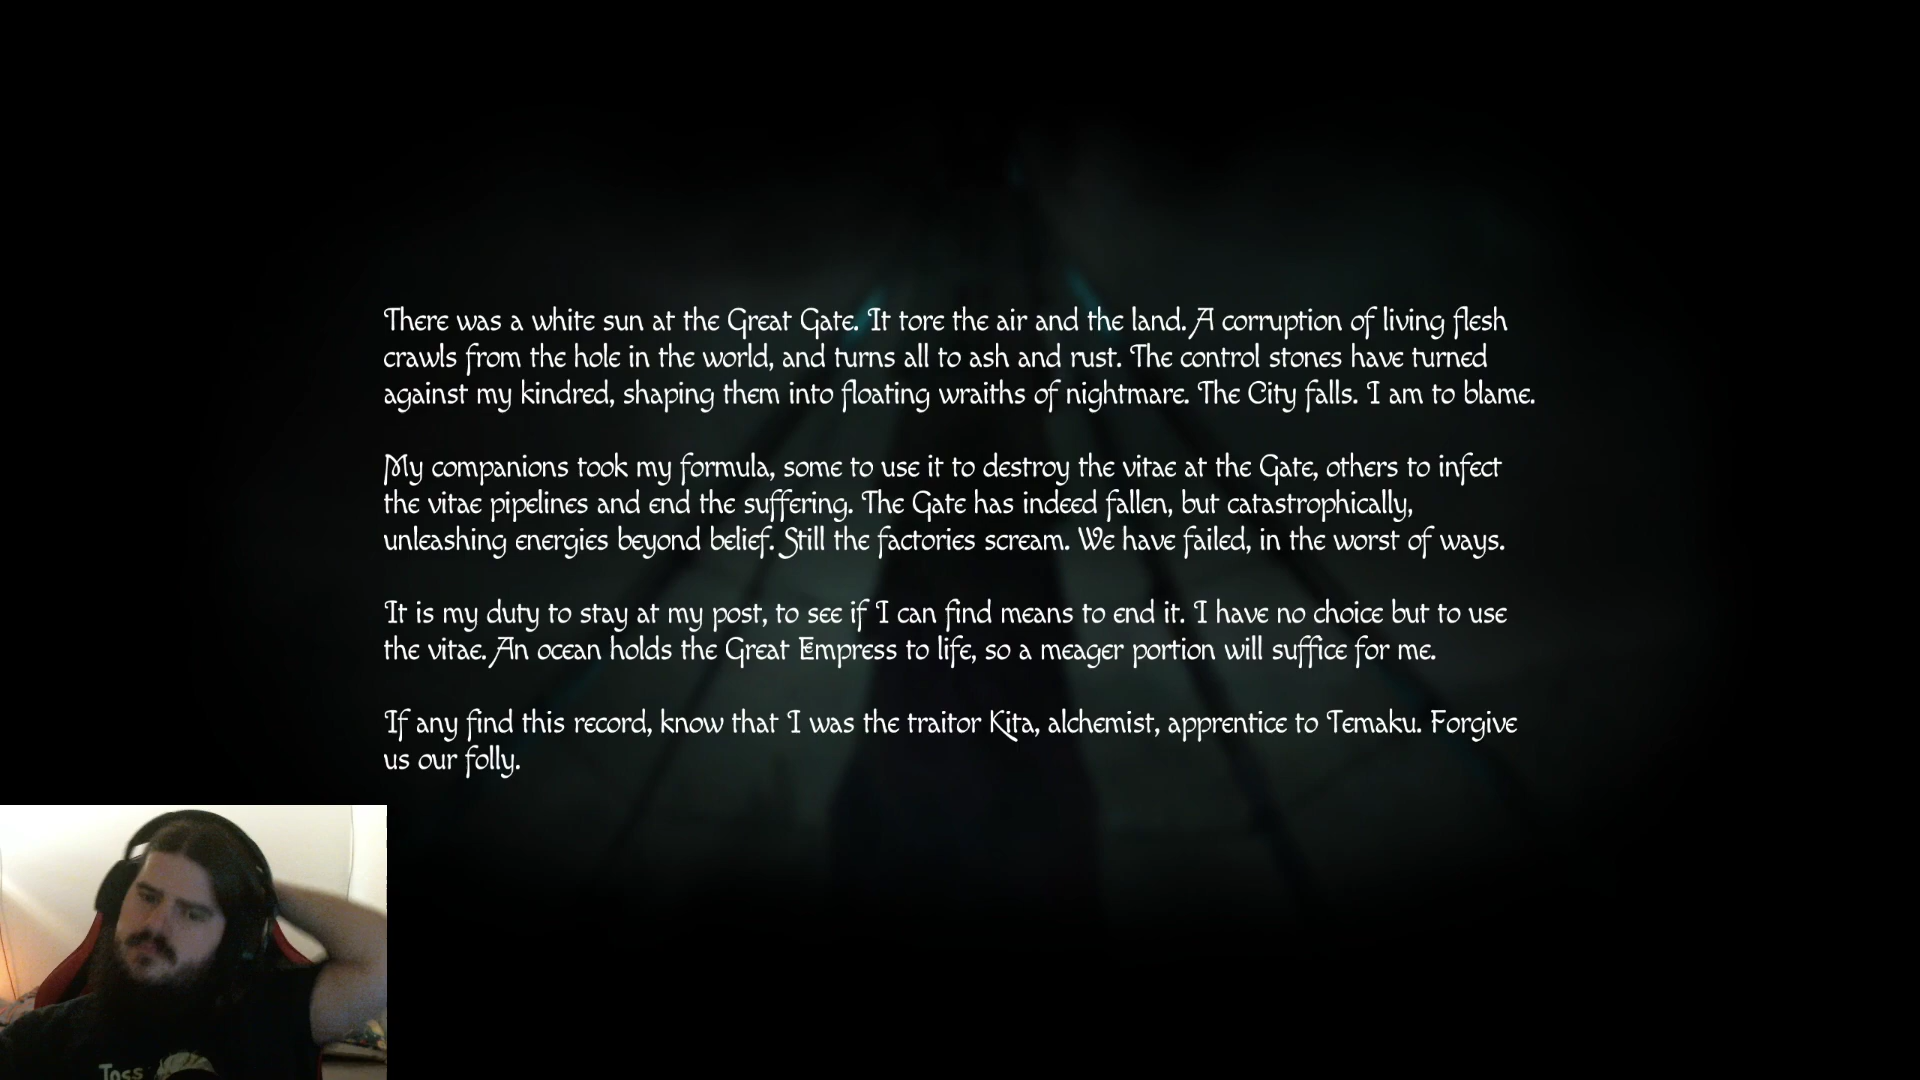 There was a white sun at the Great Gate. It tore the air and the land. A corruption of living flesh
crawls from the hole in the world, and turns all to ash and rust. The control stones have turned
against my kindred, shaping them into floating wraiths of nightmare. The City falls. I am to blame.
My companions took my formula, some to use it to destroy the vitae at the Gate, others to infect
the vitae pipelines and end the suffering. The Gate has indeed fallen, but catastrophically,
unleashing energies beyond belief. Still the factories scream. We have failed, in the worst of ways.
It is my duty to stay at my post, to see if I can find means to end it. I have no choice but to use
the vitae. An ocean holds the Great Empress to life, so a meager portion will suffice for me.
If any find this record, know that I was the traitor Kita, alchemist, apprentice to Temaku. Forgive
us our folly.
Toss